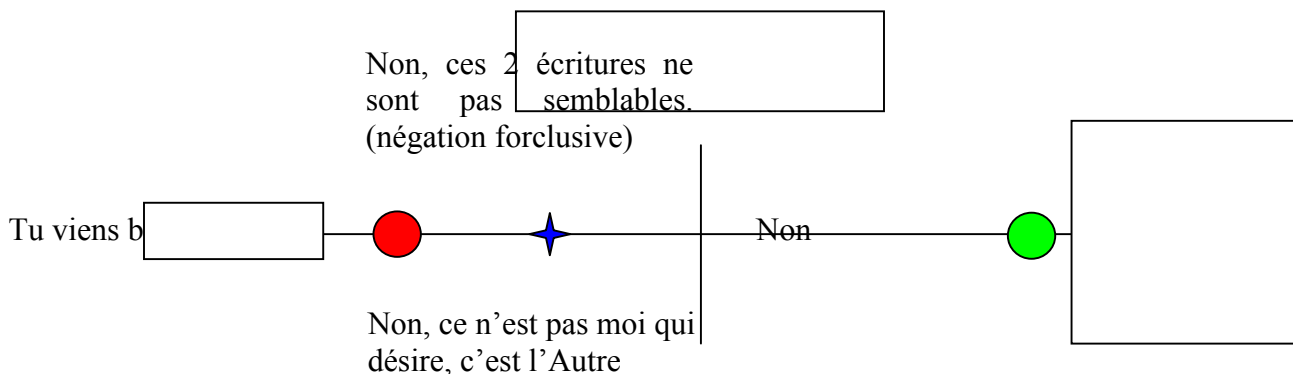 Non, ces 2 écritures ne
sont pas semblables.
(négation forclusive)
Tu viens b
Non
Non, ce n’est pas moi qui
désire, c’est l’Autre